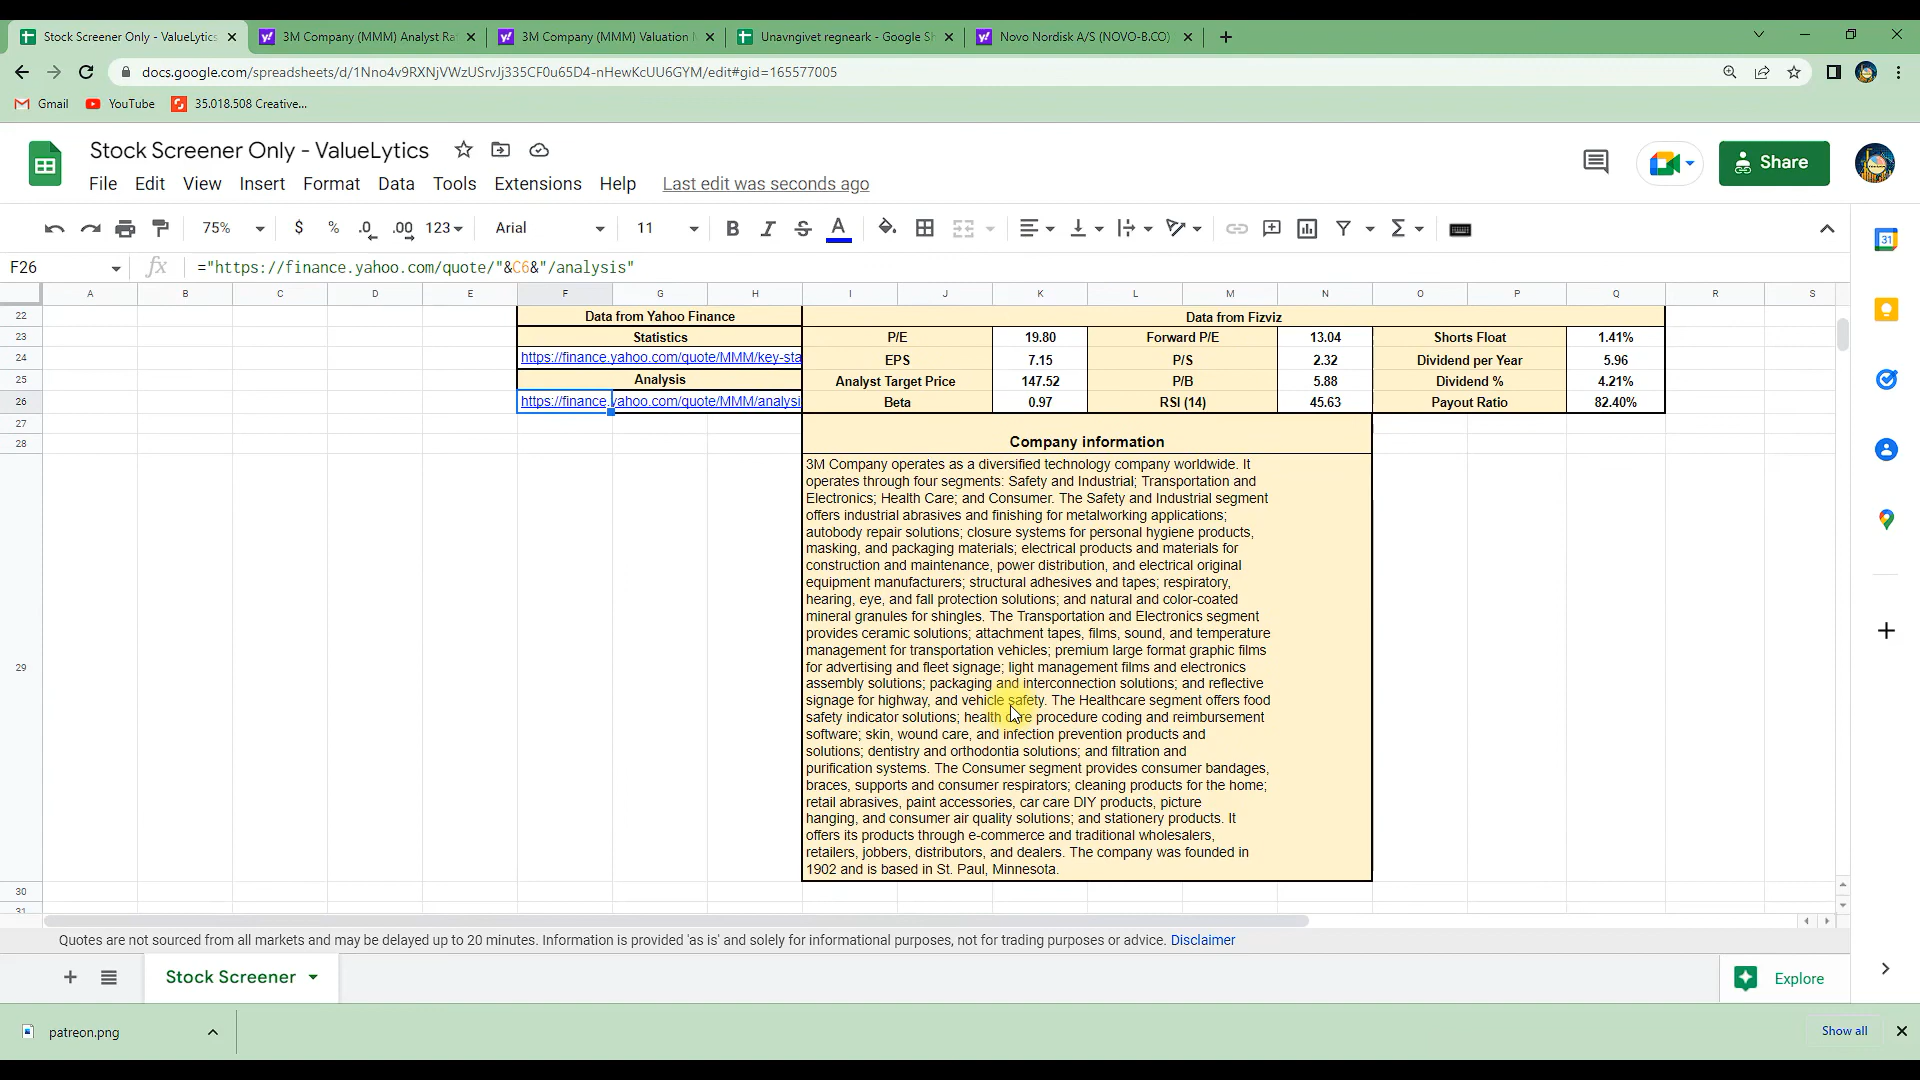 Stock Screener Only - ValueLytics
3M Company (MMM) Analyst Ra
3M Company (MMM) Valuation
Unavngivet regneark - Google Sh
Novo Nordisk A/S (NOVO-B.CO)
docs.google.com/spreadsheets/d/1Nno4v9RXNjVWzUSrvJj335CF0u65D4-nHewKcUU6GYM/edit#gid=165577005
Gmail YouTube 35.018.508 Creative...
Stock Screener Only - ValueLytics
Share
File Edit View Insert Format Data Tools Extensions Help Last edit was seconds ago
75% $ % .0 .00 123 Arial 11 B I S A
F26 fx ="https://finance.yahoo.com/quote/"&C6&"/analysis"
A B C D E F G H I J K L M N O P Q R S
22 Data from Yahoo Finance Data from Fizviz
23 Statistics P/E 19.80 Forward P/E 13.04 Shorts Float 1.41%
24 https://finance.yahoo.com/quote/MMM/key-sta EPS 7.15 P/S 2.32 Dividend per Year 5.96
25 Analysis Analyst Target Price 147.52 P/B 5.88 Dividend % 4.21%
26 https://finance.yahoo.com/quote/MMM/analysi Beta 0.97 RSI (14) 45.63 Payout Ratio 82.40%
27
28 Company information
3M Company operates as a diversified technology company worldwide. It
operates through four segments: Safety and Industrial; Transportation and
Electronics; Health Care; and Consumer. The Safety and Industrial segment
offers industrial abrasives and finishing for metalworking applications;
autobody repair solutions; closure systems for personal hygiene products,
masking, and packaging materials; electrical products and materials for
construction and maintenance, power distribution, and electrical original
equipment manufacturers; structural adhesives and tapes; respiratory,
hearing, eye, and fall protection solutions; and natural and color-coated
mineral granules for shingles. The Transportation and Electronics segment
provides ceramic solutions; attachment tapes, films, sound, and temperature
management for transportation vehicles; premium large format graphic films
29 for advertising and fleet signage; light management films and electronics
assembly solutions; packaging and interconnection solutions; and reflective
signage for highway, and vehicle safety. The Healthcare segment offers food
safety indicator solutions; health care procedure coding and reimbursement
software; skin, wound care, and infection prevention products and
solutions; dentistry and orthodontia solutions; and filtration and
purification systems. The Consumer segment provides consumer bandages,
braces, supports and consumer respirators; cleaning products for the home;
retail abrasives, paint accessories, car care DIY products, picture
hanging, and consumer air quality solutions; and stationery products. It
offers its products through e-commerce and traditional wholesalers,
retailers, jobbers, distributors, and dealers. The company was founded in
1902 and is based in St. Paul, Minnesota.
30
31
Quotes are not sourced from all markets and may be delayed up to 20 minutes. Information is provided 'as is' and solely for informational purposes, not for trading purposes or advice. Disclaimer
Stock Screener
Explore
patreon.png
Show all